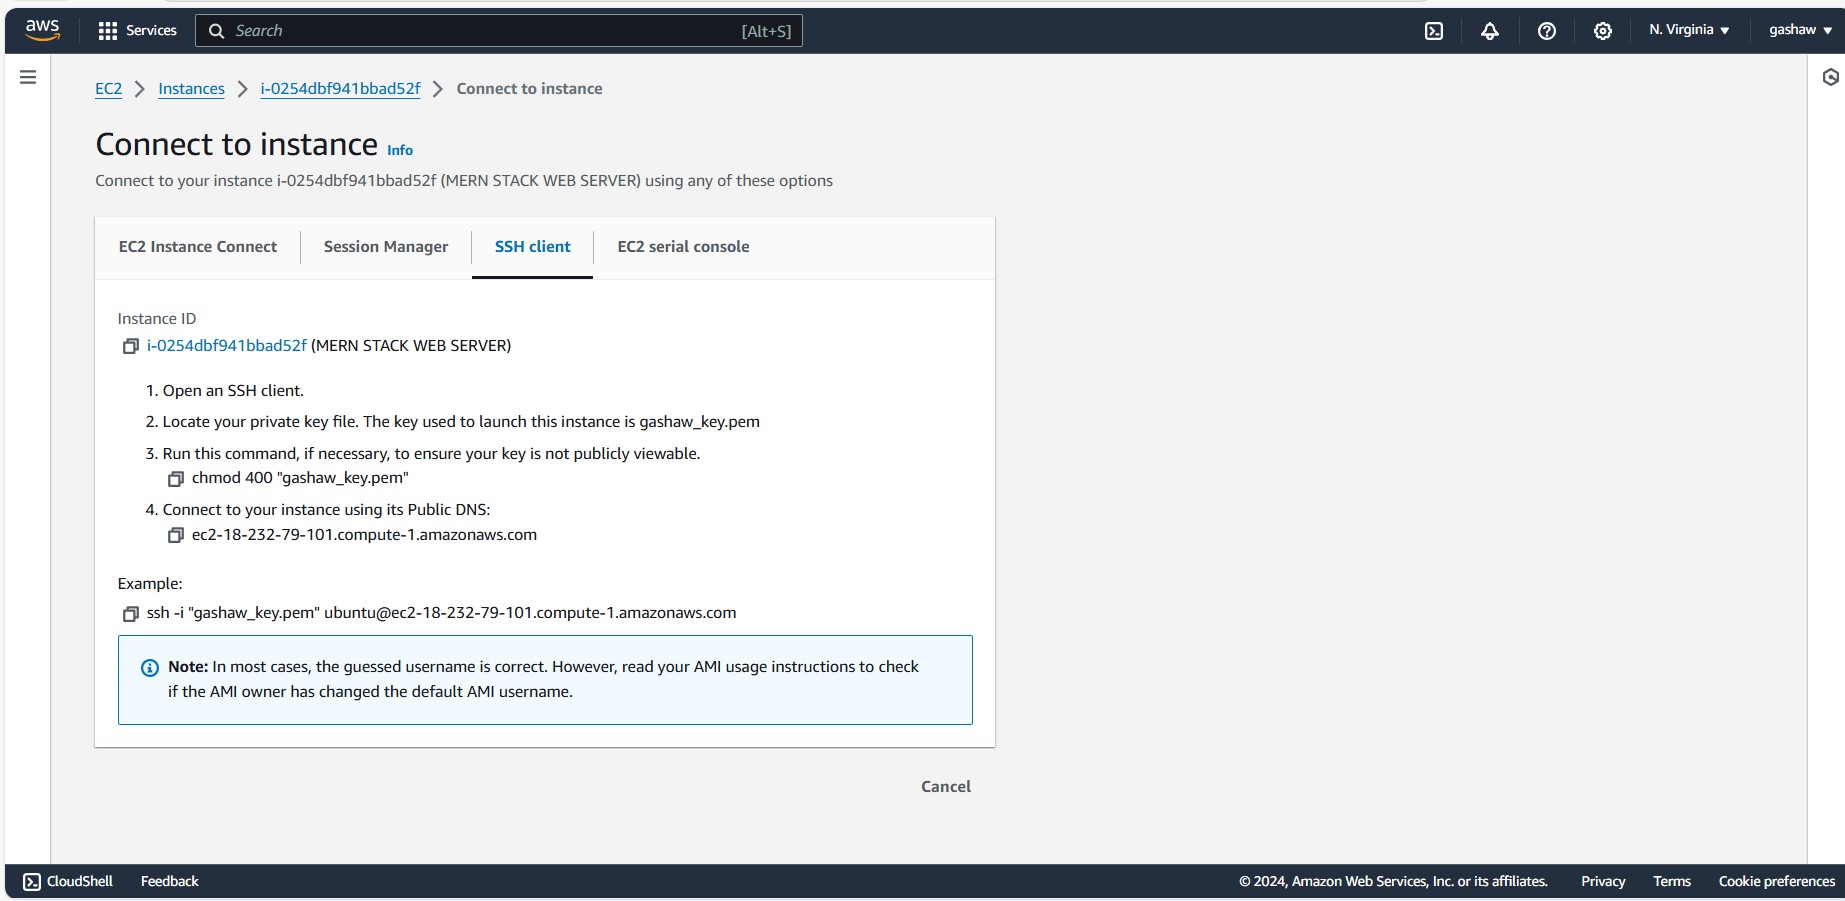 aws Services Search [Alt+S] N. Virginia gashaw
EC2 Instances i-0254dbf941bbad52f Connect to instance
Connect to instance Info
Connect to your instance i-0254dbf941bbad52f (MERN STACK WEB SERVER) using any of these options
EC2 Instance Connect Session Manager SSH client EC2 serial console
Instance ID
i-0254dbf941bbad52f (MERN STACK WEB SERVER)
1. Open an SSH client.
2. Locate your private key file. The key used to launch this instance is gashaw_key.pem
3. Run this command, if necessary, to ensure your key is not publicly viewable.
chmod 400 "gashaw_key.pem"
4. Connect to your instance using its Public DNS:
ec2-18-232-79-101.compute-1.amazonaws.com
Example:
ssh -i "gashaw_key.pem" ubuntu@ec2-18-232-79-101.compute-1.amazonaws.com
Note: In most cases, the guessed username is correct. However, read your AMI usage instructions to check
if the AMI owner has changed the default AMI username.
Cancel
CloudShell Feedback © 2024, Amazon Web Services, Inc. or its affiliates. Privacy Terms Cookie preferences